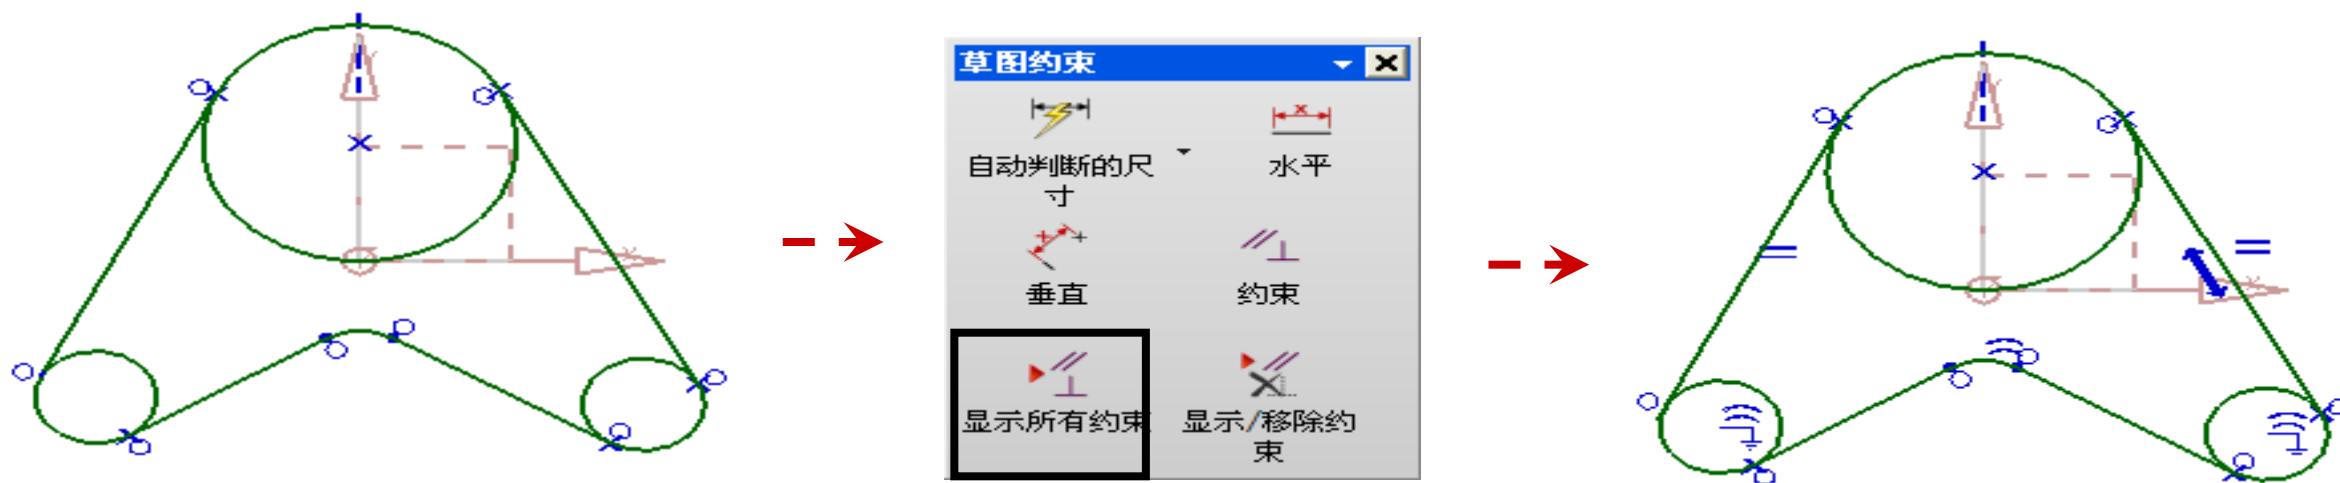 草图约束
自动判断的尺
寸
水平
垂直
约束
显示所有约束
显示/移除约
束